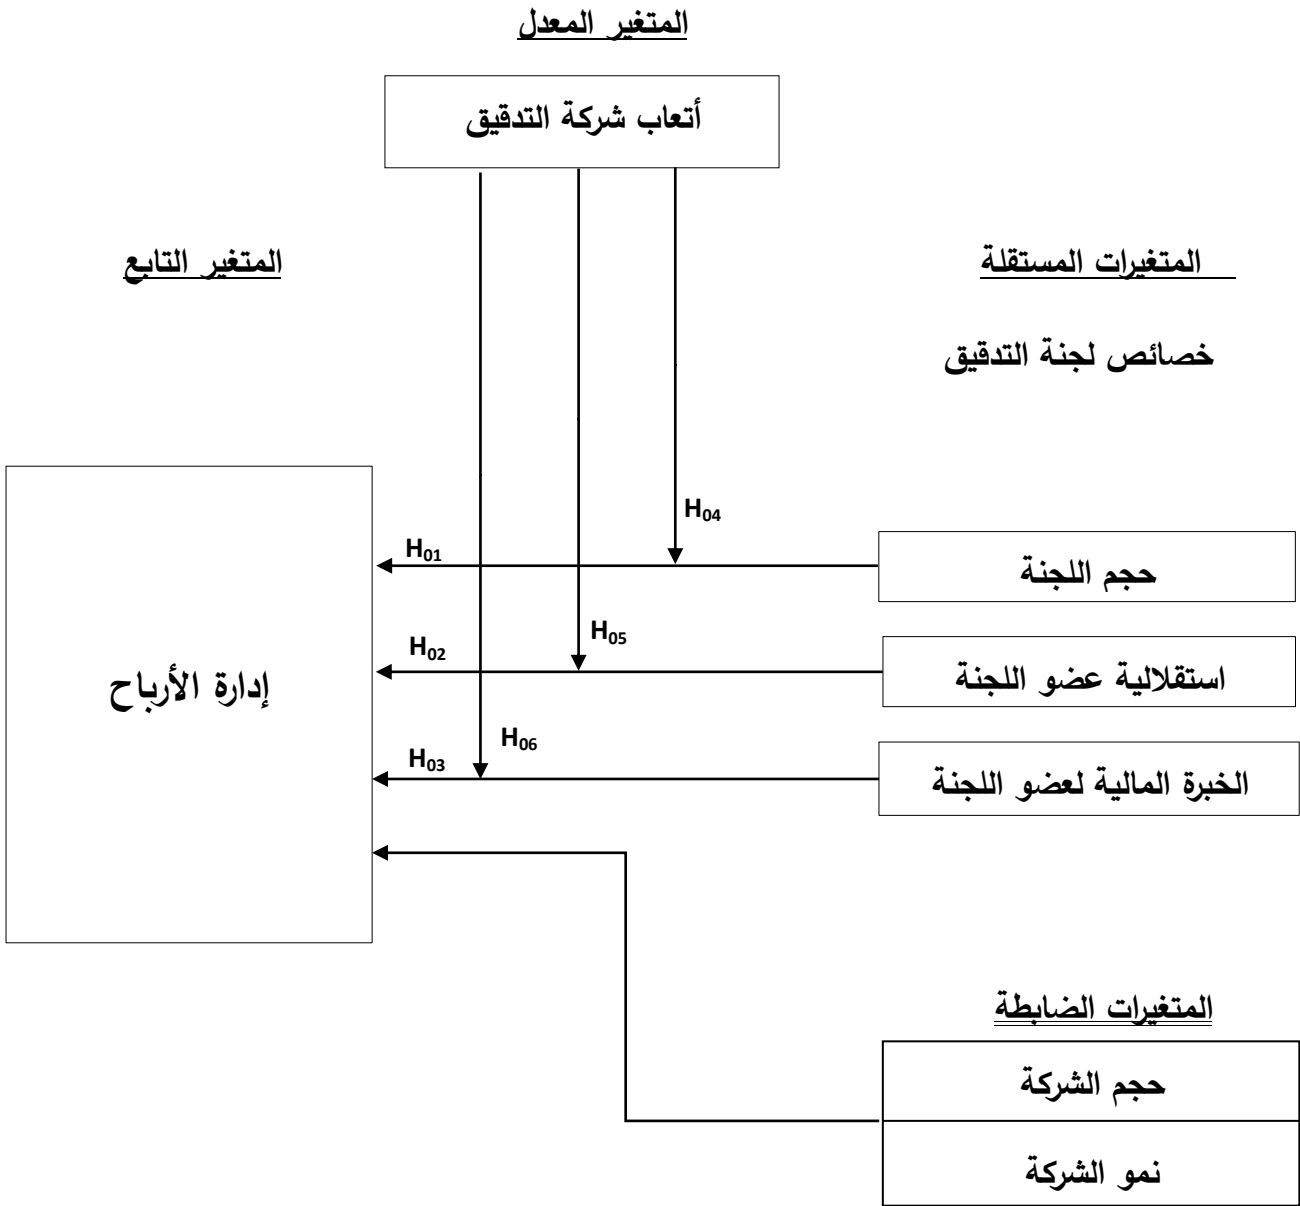 المتغير المعدل
أتعاب شركة التدقيق
المتغيرات المستقلة
المتغير التابع
خصائص لجنة التدقيق
H₀₄
H₀₁
حجم اللجنة
H₀₅
H₀₂
استقلالية عضو اللجنة
إدارة الأرباح
H₀₆
H₀₃
الخبرة المالية لعضو اللجنة
المتغيرات الضابطة
حجم الشركة
نمو الشركة